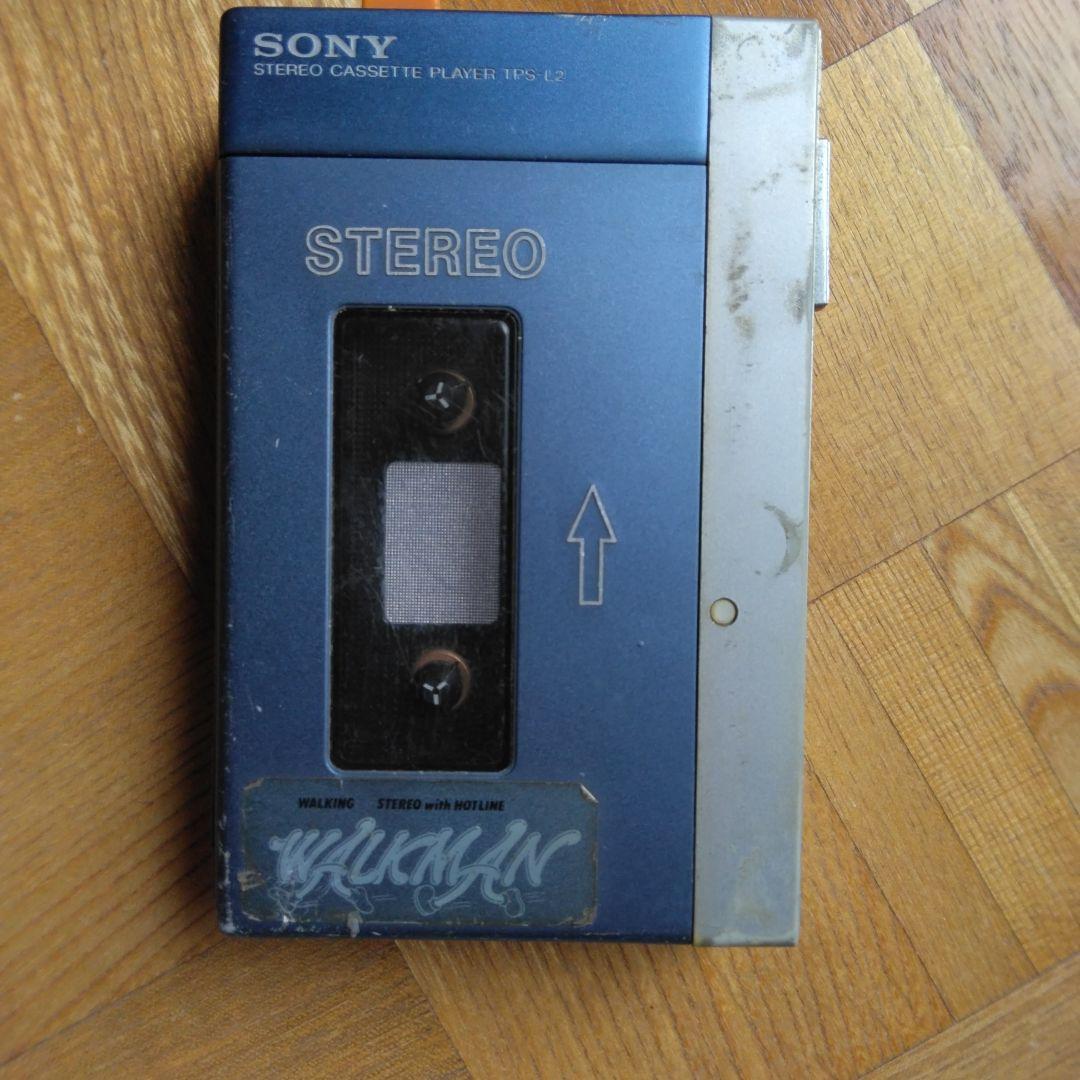 SONY
STEREO CASSETTE PLAYER TPS-L2
STEREO
WALKING STEREO with HOTLINE
WALKMAN